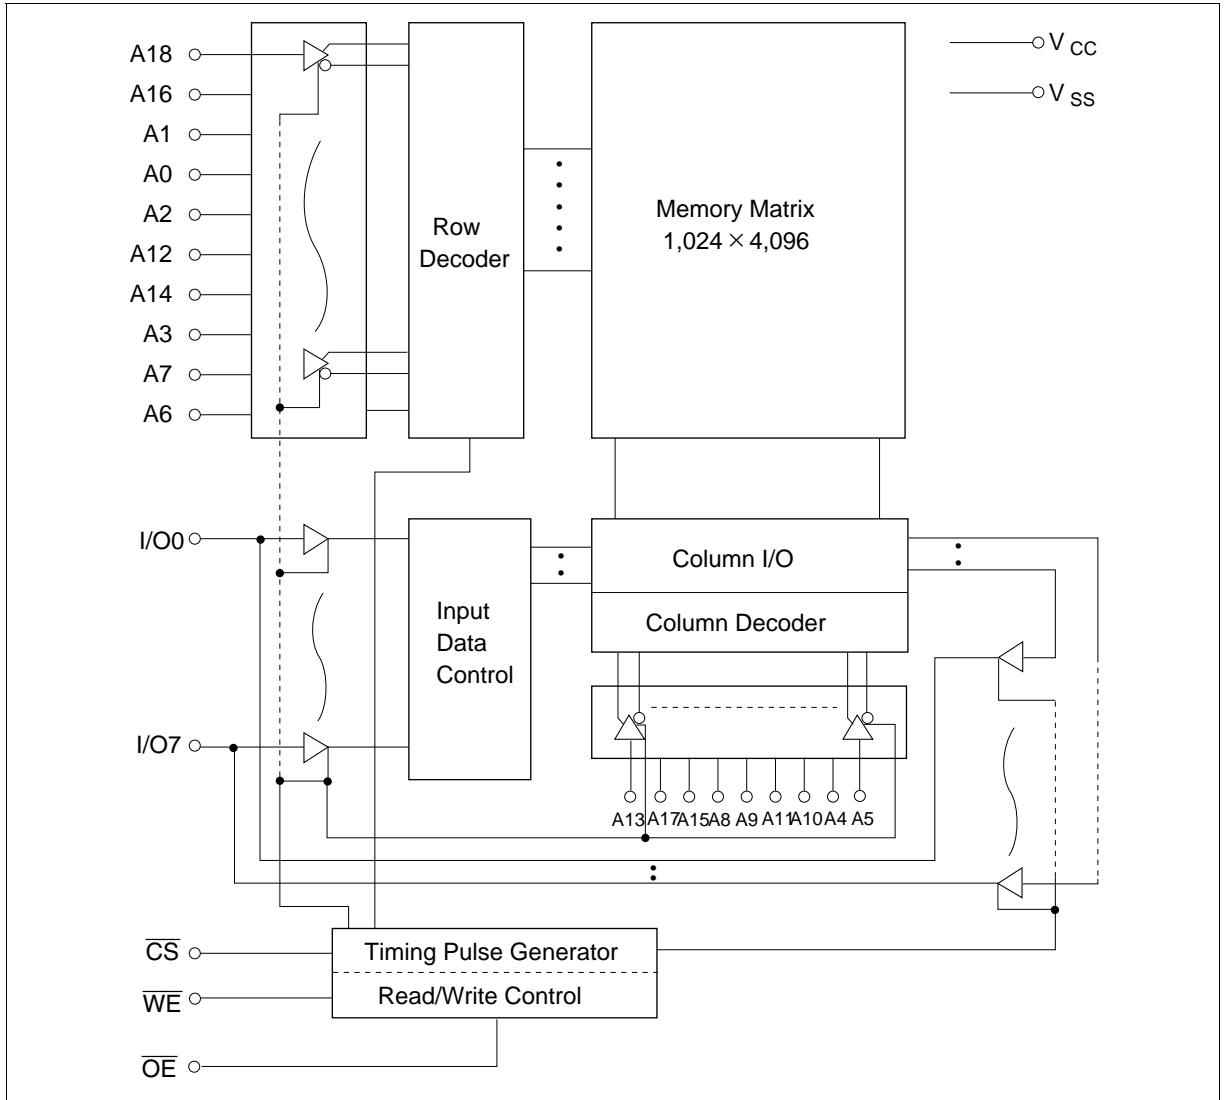 A18
A16
A1
A0
A2
A12
A14
A3
A7
A6
Row
Decoder
Memory Matrix
1,024 × 4,096
V CC
V SS
I/O0
I/O7
Input
Data
Control
Column I/O
Column Decoder
A13 A17 A15 A8 A9 A11 A10 A4 A5
CS
WE
OE
Timing Pulse Generator
Read/Write Control